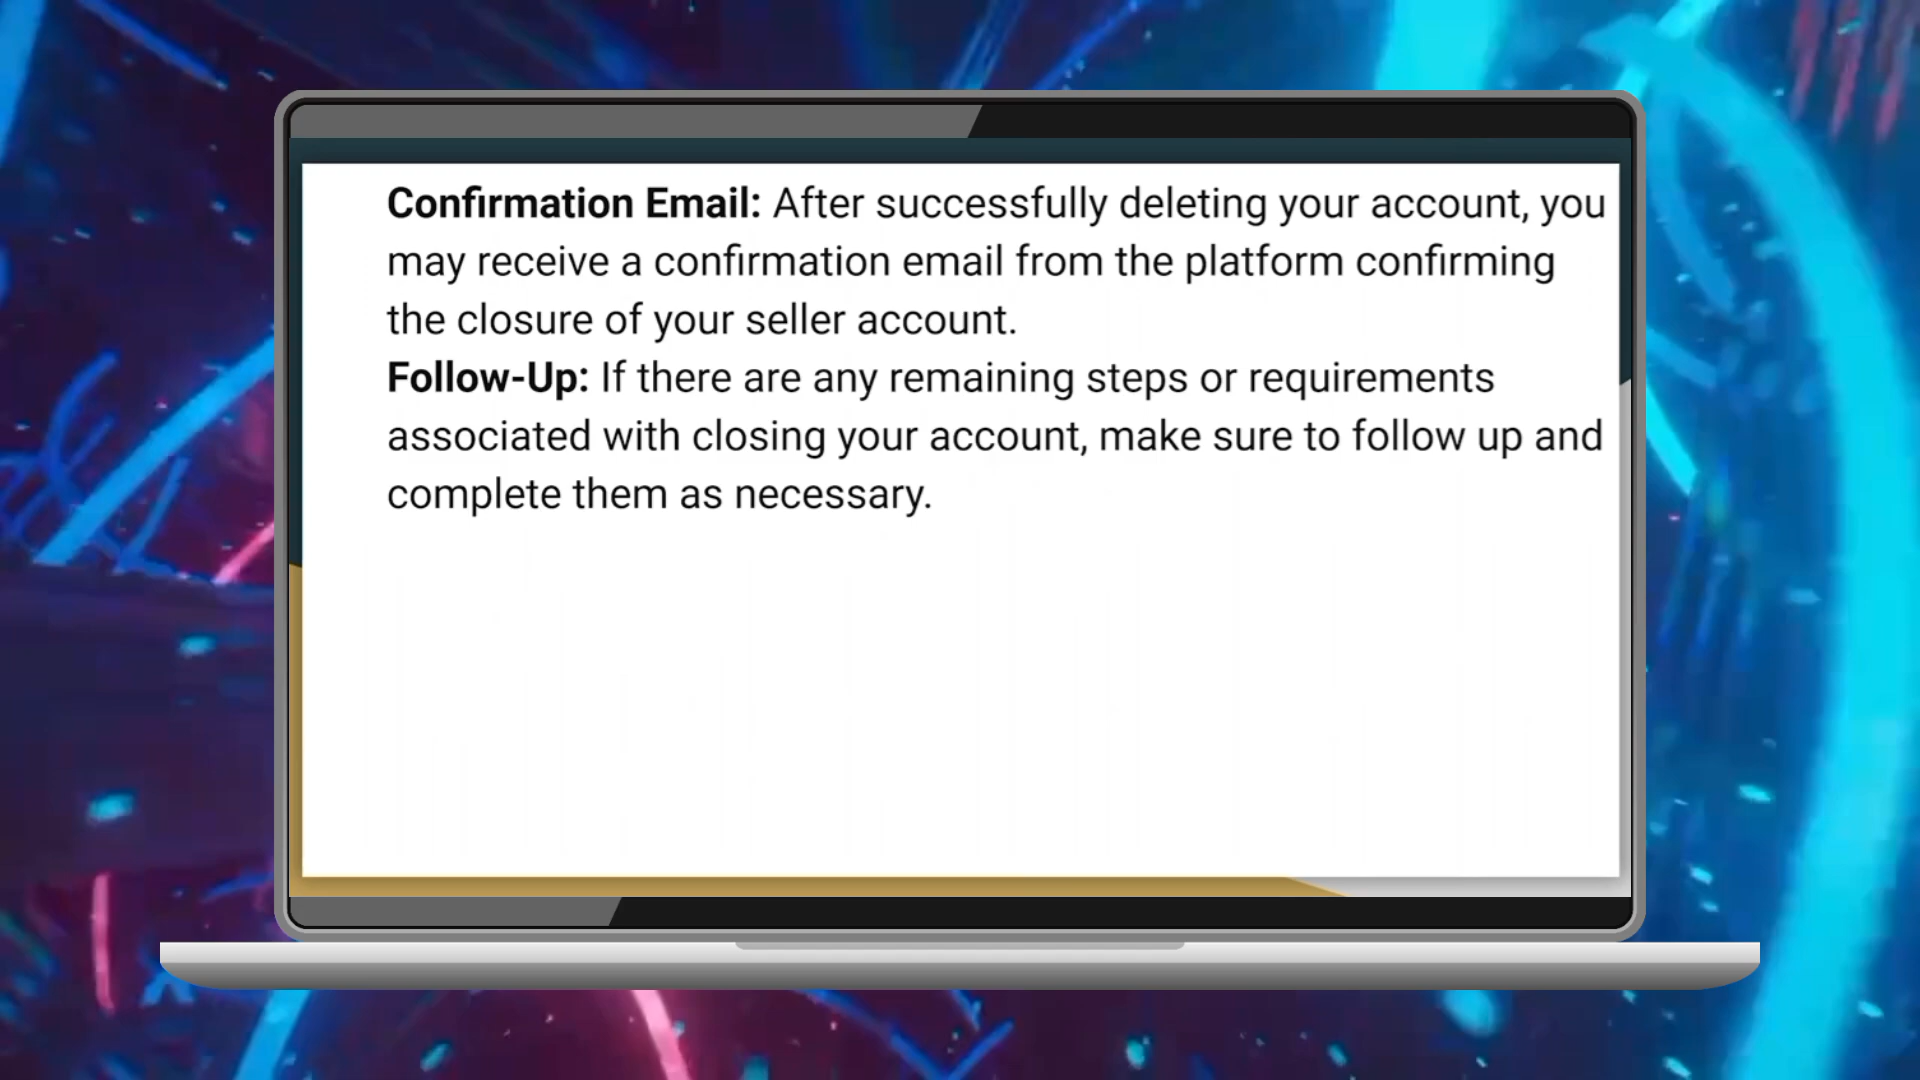 Confirmation Email: After successfully deleting your account, you
may receive a confirmation email from the platform confirming
the closure of your seller account.
Follow-Up: If there are any remaining steps or requirements
associated with closing your account, make sure to follow up and
complete them as necessary.